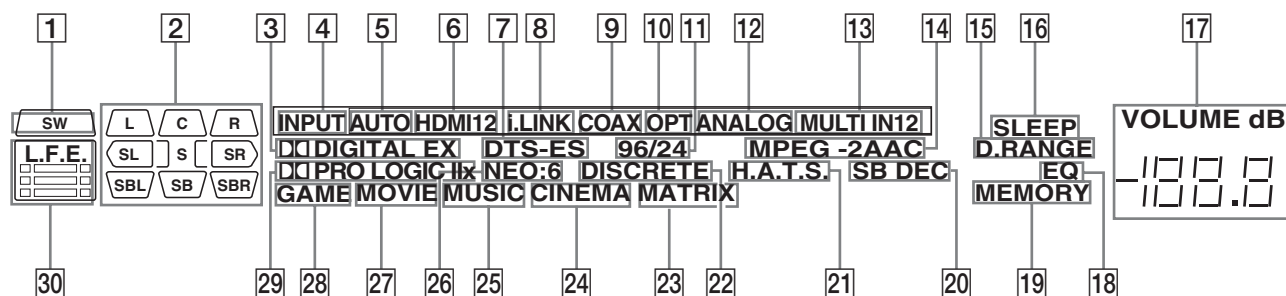 1 2 3 4 5 6 7 8 9 10 11 12 13 14 15 16 17
SW L C R INPUT AUTO HDMI12 i.LINK COAX OPT ANALOG MULTI IN12 SLEEP VOLUME dB
L.F.E. SL S SR DIGITAL EX DTS-ES 96/24 MPEG -2AAC D.RANGE
SBL SB SBR PRO LOGIC IIx NEO:6 DISCRETE H.A.T.S. SB DEC EQ -188.8
GAME MOVIE MUSIC CINEMA MATRIX MEMORY
30 29 28 27 26 25 24 23 22 21 20 19 18